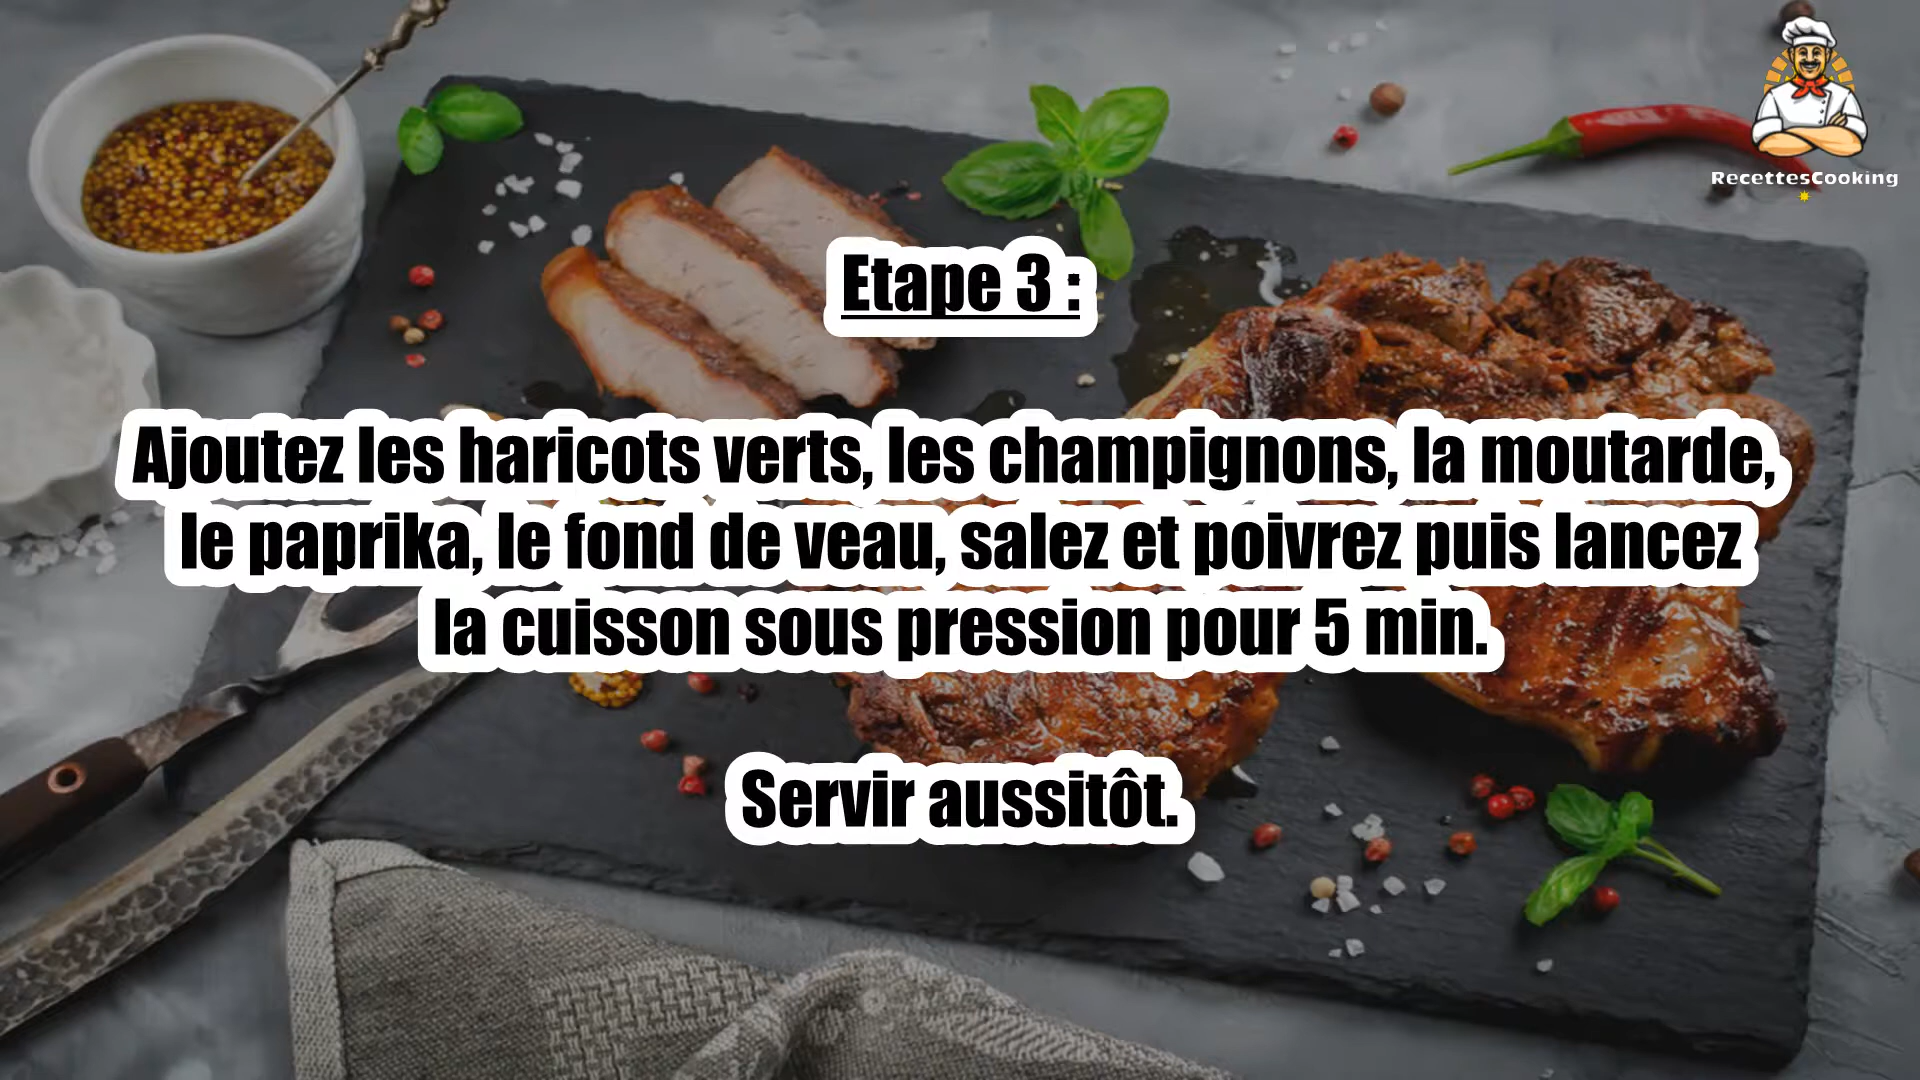 RecettesCooking
Etape 3 :
Ajoutez les haricots verts, les champignons, la moutarde,
le paprika, le fond de veau, salez et poivrez puis lancez
la cuisson sous pression pour 5 min.
Servir aussitôt.